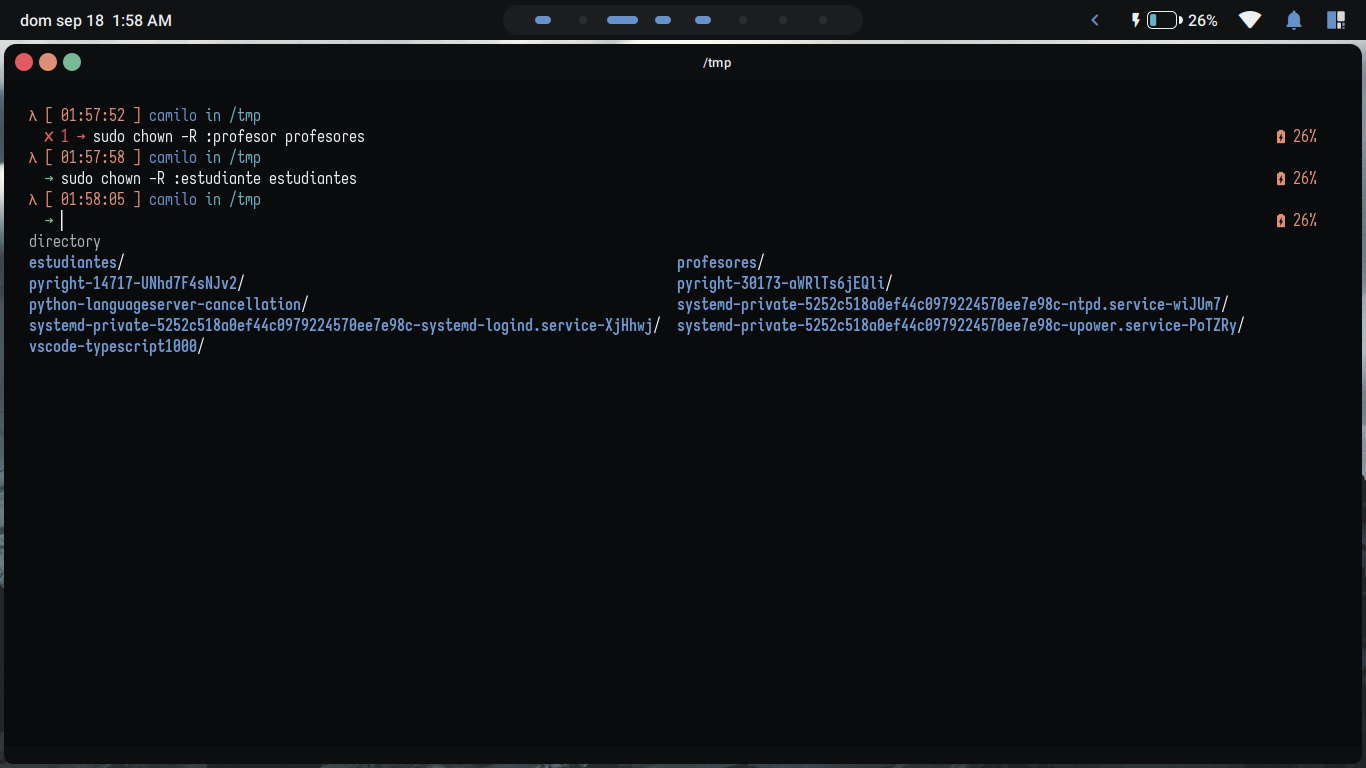 dom sep 18 1:58 AM
26%
/tmp
λ [ 01:57:52 ] camilo in /tmp
✗ 1 → sudo chown -R :profesor profesores 26%
λ [ 01:57:58 ] camilo in /tmp
→ sudo chown -R :estudiante estudiantes 26%
λ [ 01:58:05 ] camilo in /tmp
→ 26%
directory
estudiantes/ profesores/
pyright-14717-UNhd7F4sNJv2/ pyright-30173-aWRlTs6jEQli/
python-languageserver-cancellation/ systemd-private-5252c518a0ef44c0979224570ee7e98c-ntpd.service-wiJUm7/
systemd-private-5252c518a0ef44c0979224570ee7e98c-systemd-logind.service-XjHhwj/ systemd-private-5252c518a0ef44c0979224570ee7e98c-upower.service-PoTZRy/
vscode-typescript1000/